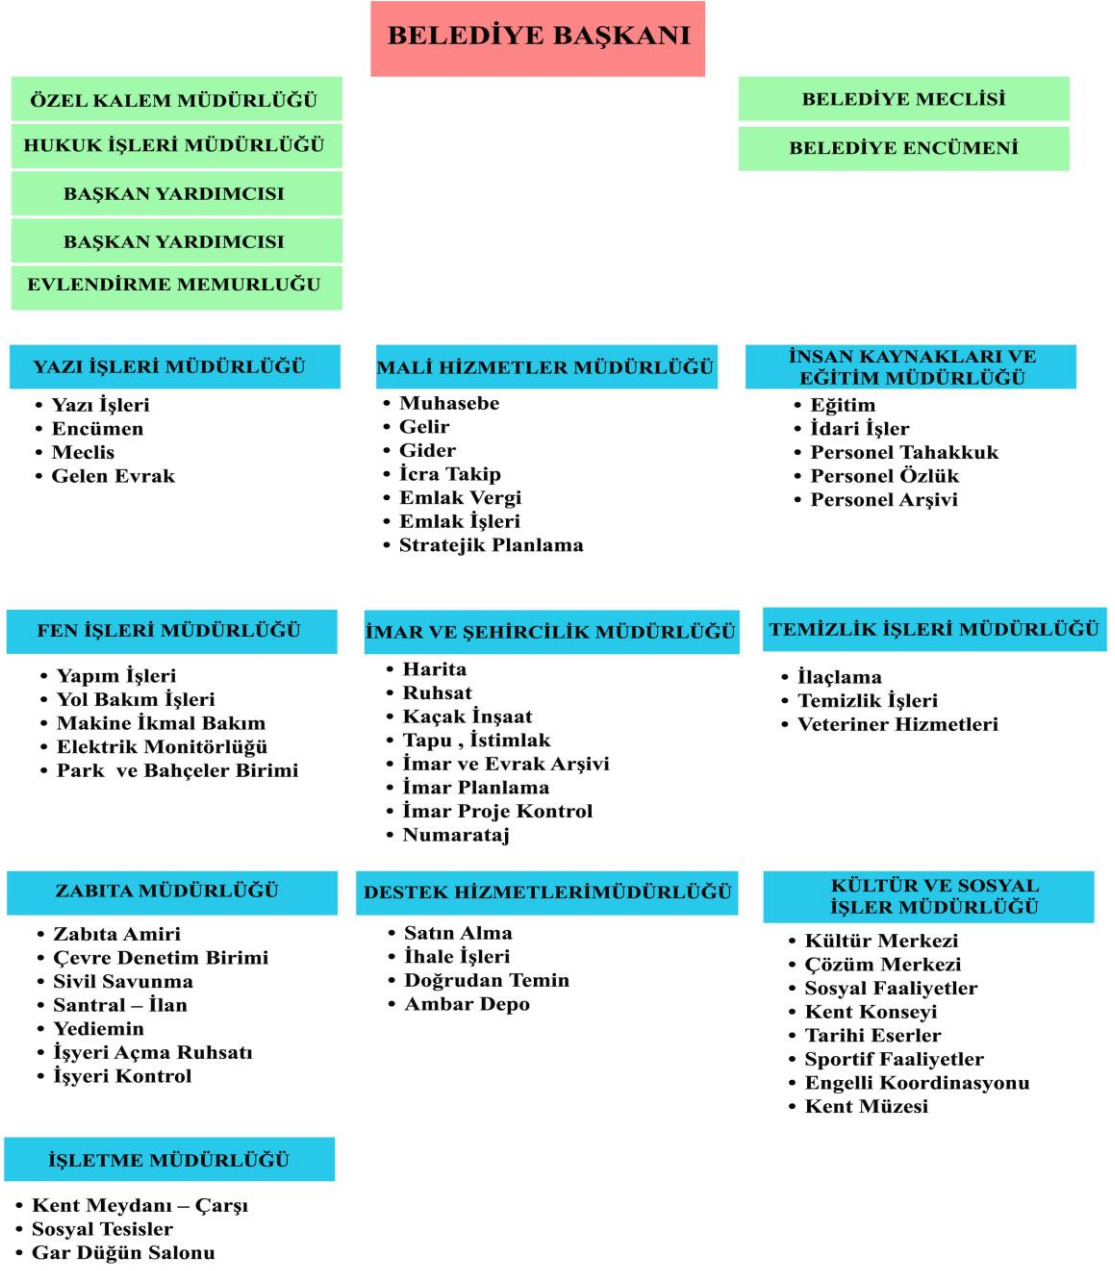 BELEDİYE BAŞKANI
ÖZEL KALEM MÜDÜRLÜĞÜ
HUKUK İŞLERİ MÜDÜRLÜĞÜ
BAŞKAN YARDIMCISI
BAŞKAN YARDIMCISI
EVLENDİRME MEMURLUĞU
BELEDİYE MECLİSİ
BELEDİYE ENCÜMENİ
YAZI İŞLERİ MÜDÜRLÜĞÜ
• Yazı İşleri
• Encümen
• Meclis
• Gelen Evrak
MALİ HİZMETLER MÜDÜRLÜĞÜ
• Muhasebe
• Gelir
• Gider
• İcra Takip
• Emlak Vergi
• Emlak İşleri
• Stratejik Planlama
İNSAN KAYNAKLARI VE
EĞİTİM MÜDÜRLÜĞÜ
• Eğitim
• İdari İşler
• Personel Tahakkuk
• Personel Özlük
• Personel Arşivi
FEN İŞLERİ MÜDÜRLÜĞÜ
• Yapım İşleri
• Yol Bakım İşleri
• Makine İkmal Bakım
• Elektrik Monitörlüğü
• Park ve Bahçeler Birimi
İMAR VE ŞEHİRCİLİK MÜDÜRLÜĞÜ
• Harita
• Ruhsat
• Kaçak İnşaat
• Tapu , İstimlak
• İmar ve Evrak Arşivi
• İmar Planlama
• İmar Proje Kontrol
• Numarataj
TEMİZLİK İŞLERİ MÜDÜRLÜĞÜ
• İlaçlama
• Temizlik İşleri
• Veteriner Hizmetleri
ZABITA MÜDÜRLÜĞÜ
• Zabıta Amiri
• Çevre Denetim Birimi
• Sivil Savunma
• Santral – İlan
• Yediemin
• İşyeri Açma Ruhsatı
• İşyeri Kontrol
DESTEK HİZMETLERİMÜDÜRLÜĞÜ
• Satın Alma
• İhale İşleri
• Doğrudan Temin
• Ambar Depo
KÜLTÜR VE SOSYAL
İŞLER MÜDÜRLÜĞÜ
• Kültür Merkezi
• Çözüm Merkezi
• Sosyal Faaliyetler
• Kent Konseyi
• Tarihi Eserler
• Sportif Faaliyetler
• Engelli Koordinasyonu
• Kent Müzesi
İŞLETME MÜDÜRLÜĞÜ
• Kent Meydanı – Çarşı
• Sosyal Tesisler
• Gar Düğün Salonu